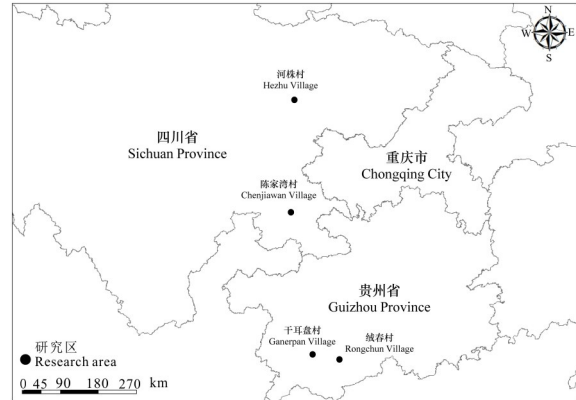 N
W
E
S
河株村
Hezhu Village
四川省
Sichuan Province
重庆市
Chongqing City
陈家湾村
Chenjiawan Village
贵州省
Guizhou Province
干耳盘村
Ganerpan Village
绒舂村
Rongchun Village
研究区
Research area
0 45 90 180 270 km